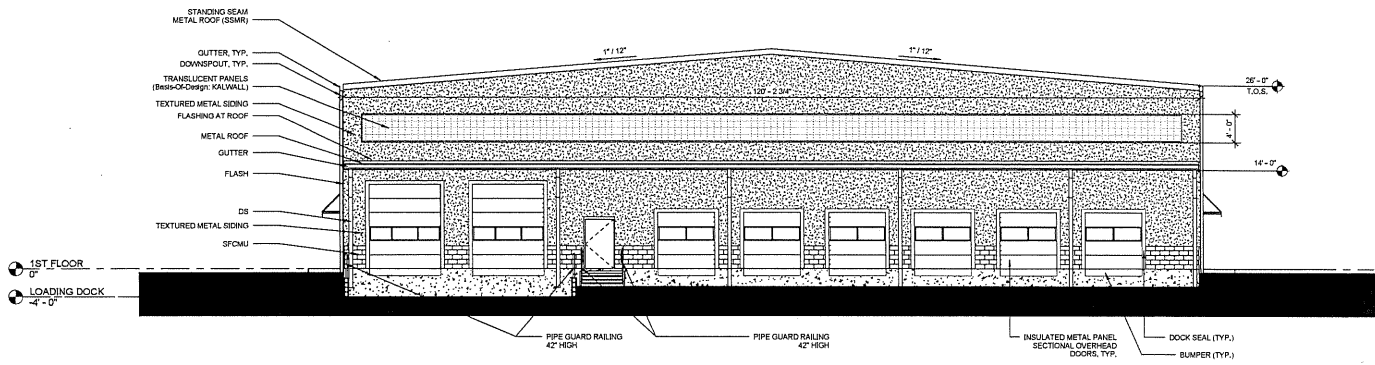 STANDING SEAM
METAL ROOF (SSMR)
GUTTER, TYP.
DOWNSPOUT, TYP.
TRANSLUCENT PANELS
(Basis-Of-Design: KALWALL)
TEXTURED METAL SIDING
FLASHING AT ROOF
METAL ROOF
GUTTER
FLASH
DS
TEXTURED METAL SIDING
SFCMU
1ST FLOOR
0"
LOADING DOCK
-4' - 0"
1" / 12"
1" / 12"
120' - 2 3/4"
26' - 0"
T.O.S.
4' - 0"
14' - 0"
PIPE GUARD RAILING
42" HIGH
PIPE GUARD RAILING
42" HIGH
INSULATED METAL PANEL
SECTIONAL OVERHEAD
DOORS, TYP.
DOCK SEAL (TYP.)
BUMPER (TYP.)